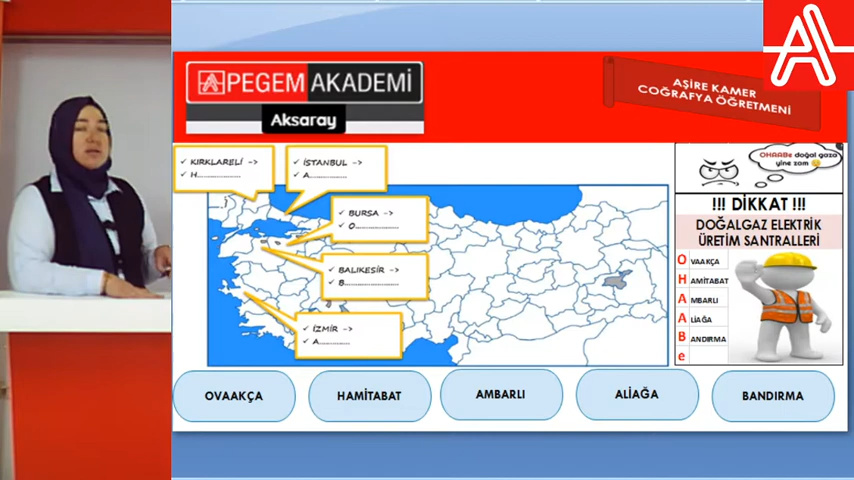 PEGEM AKADEMİ
Aksaray
AŞİRE KAMER
COĞRAFYA ÖĞRETMENİ
✓ KIRKLARELİ ->
✓ H...................
✓ İSTANBUL ->
✓ A.................
✓ BURSA ->
✓ O.......................
✓ BALIKESİR ->
✓ B.......................
✓ İZMİR ->
✓ A.............
OHAABe doğal gaza
yine zam
!!! DİKKAT !!!
DOĞALGAZ ELEKTRİK
ÜRETİM SANTRALLERİ
O VAAKÇA
H AMİTABAT
A MBARLI
A LİAĞA
B ANDIRMA
e
OVAAKÇA
HAMİTABAT
AMBARLI
ALİAĞA
BANDIRMA